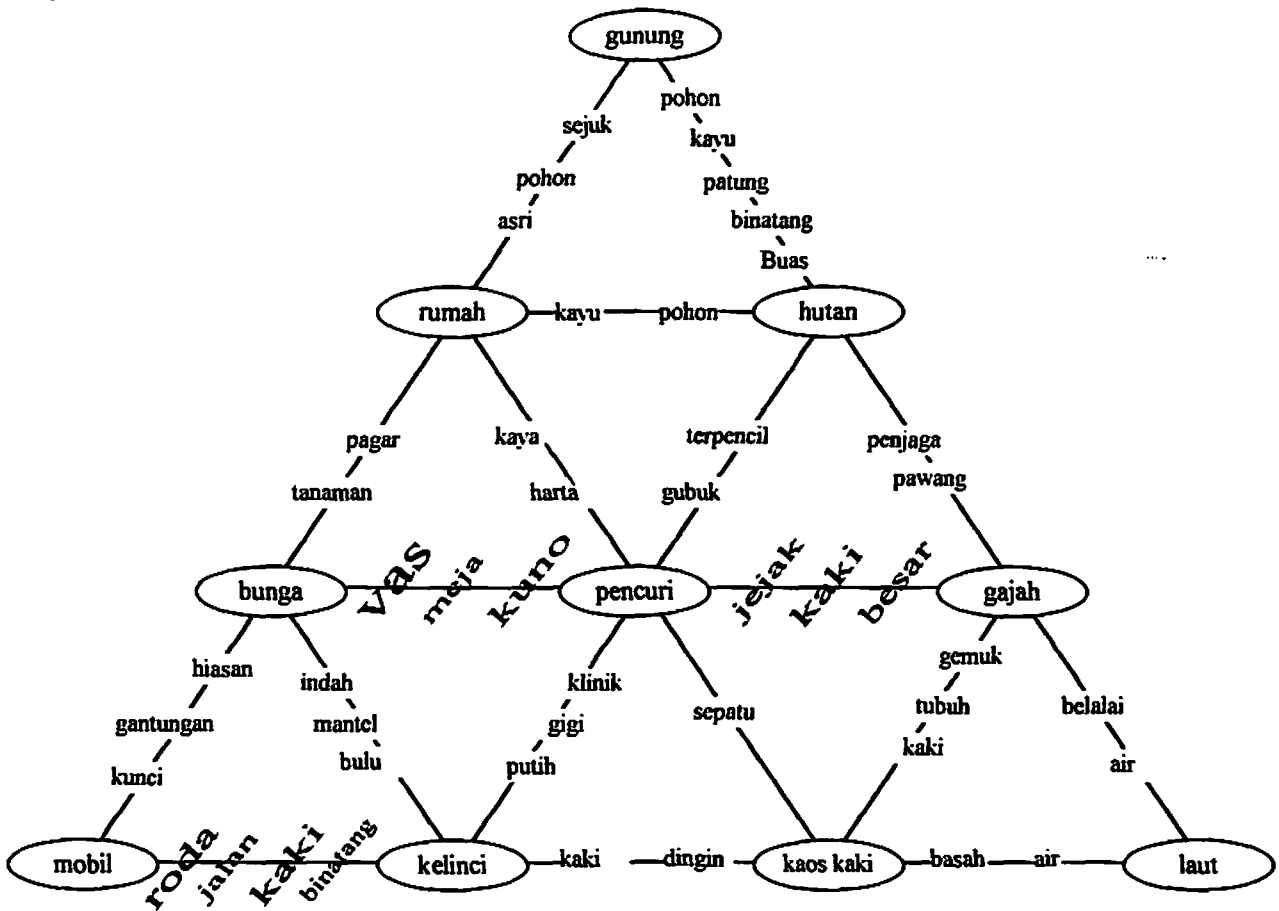 gunung
pohon
sejuk
kayu
pohon
patung
asri
binatang
Buas
rumah kayu pohon hutan
pagar kaya terpencil penjaga
pawang
tanaman harta gubuk
vas meja kuno jejak kaki besar
bunga pencuri gajah
gemuk
hiasan indah klinik
gantungan mantel gigi sepatu tubuh belalai
kaki
bulu putih air
kunci
mobil roda jalan kaki binatang kelinci kaki dingin kaos kaki basah air laut